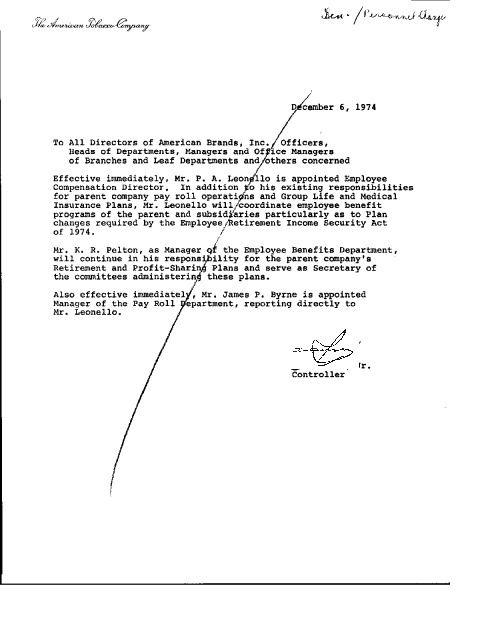 The American Tobacco Company
Gen. / Personnel Change
December 6, 1974
To All Directors of American Brands, Inc., Officers,
Heads of Departments, Managers and Office Managers
of Branches and Leaf Departments and others concerned
Effective immediately, Mr. P. A. Leonello is appointed Employee
Compensation Director. In addition to his existing responsibilities
for parent company pay roll operations and Group Life and Medical
Insurance Plans, Mr. Leonello will coordinate employee benefit
programs of the parent and subsidiaries particularly as to Plan
changes required by the Employee Retirement Income Security Act
of 1974.
Mr. K. R. Pelton, as Manager of the Employee Benefits Department,
will continue in his responsibility for the parent company's
Retirement and Profit-Sharing Plans and serve as Secretary of
the committees administering these plans.
Also effective immediately, Mr. James P. Byrne is appointed
Manager of the Pay Roll Department, reporting directly to
Mr. Leonello.
Controller